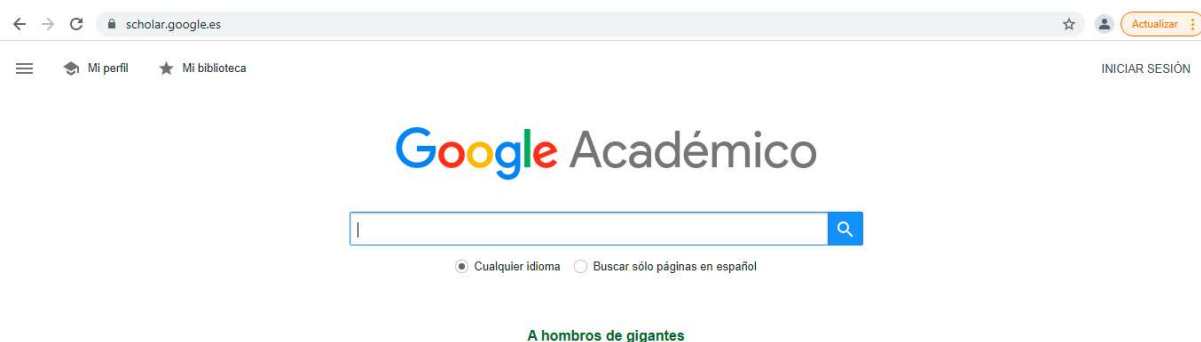 scholar.google.es Actualizar
Mi perfil Mi biblioteca INICIAR SESIÓN
Google Académico
Cualquier idioma Buscar sólo páginas en español
A hombros de gigantes